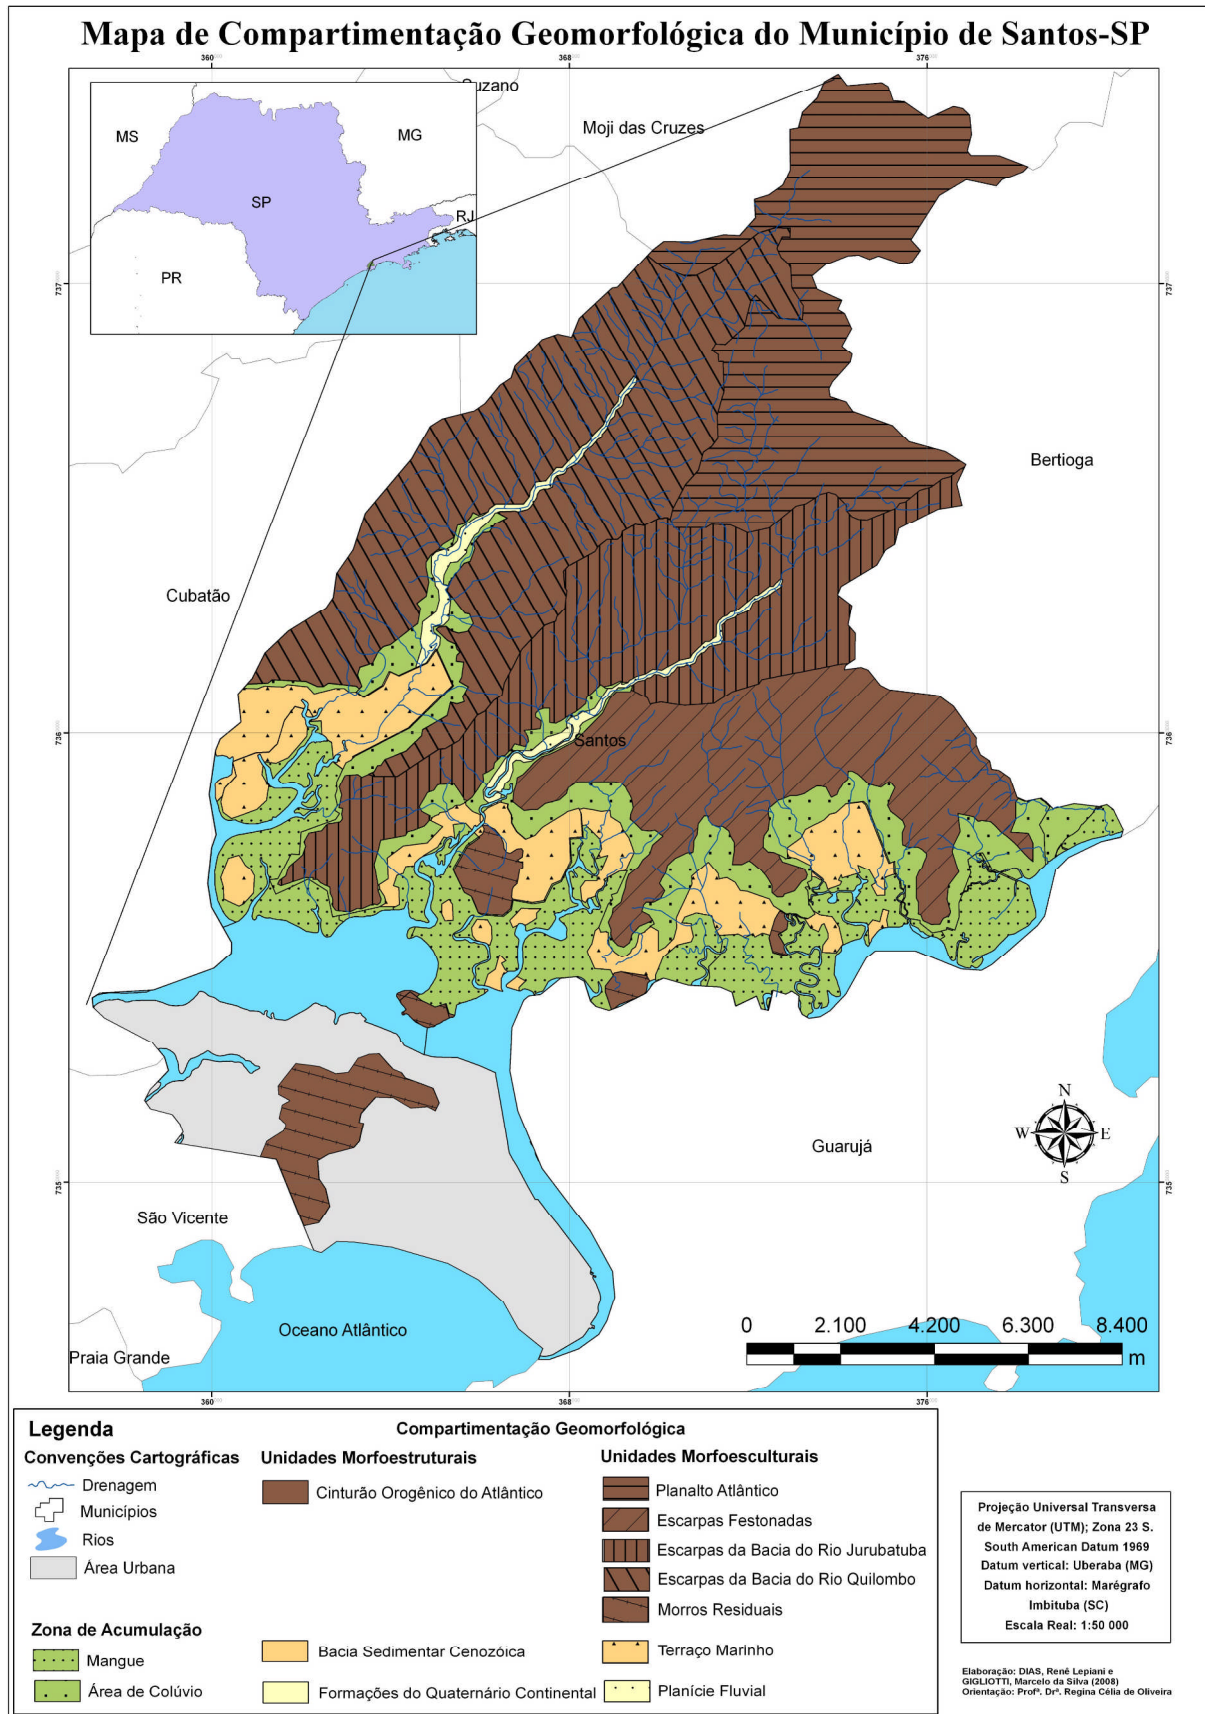 Mapa de Compartimentação Geomorfológica do Município de Santos-SP
360
368
376
Suzano
Moji das Cruzes
MS
MG
SP
RJ
PR
737
737
Bertioga
Cubatão
736
736
Santos
Guarujá
N
W E
S
735
735
São Vicente
Oceano Atlântico
Praia Grande
0 2.100 4.200 6.300 8.400
m
360
368
376
Legenda
Compartimentação Geomorfológica
Convenções Cartográficas
Unidades Morfoestruturais
Unidades Morfoesculturais
Drenagem
Municípios
Rios
Área Urbana
Cinturão Orogênico do Atlântico
Planalto Atlântico
Escarpas Festonadas
Escarpas da Bacia do Rio Jurubatuba
Escarpas da Bacia do Rio Quilombo
Morros Residuais
Zona de Acumulação
Mangue
Área de Colúvio
Bacia Sedimentar Cenozóica
Formações do Quaternário Continental
Terraço Marinho
Planície Fluvial
Projeção Universal Transversa
de Mercator (UTM); Zona 23 S.
South American Datum 1969
Datum vertical: Uberaba (MG)
Datum horizontal: Marégrafo
Imbituba (SC)
Escala Real: 1:50 000
Elaboração: DIAS, Renê Lepiani e
GIGLIOTTI, Marcelo da Silva (2008)
Orientação: Profª. Drª. Regina Célia de Oliveira